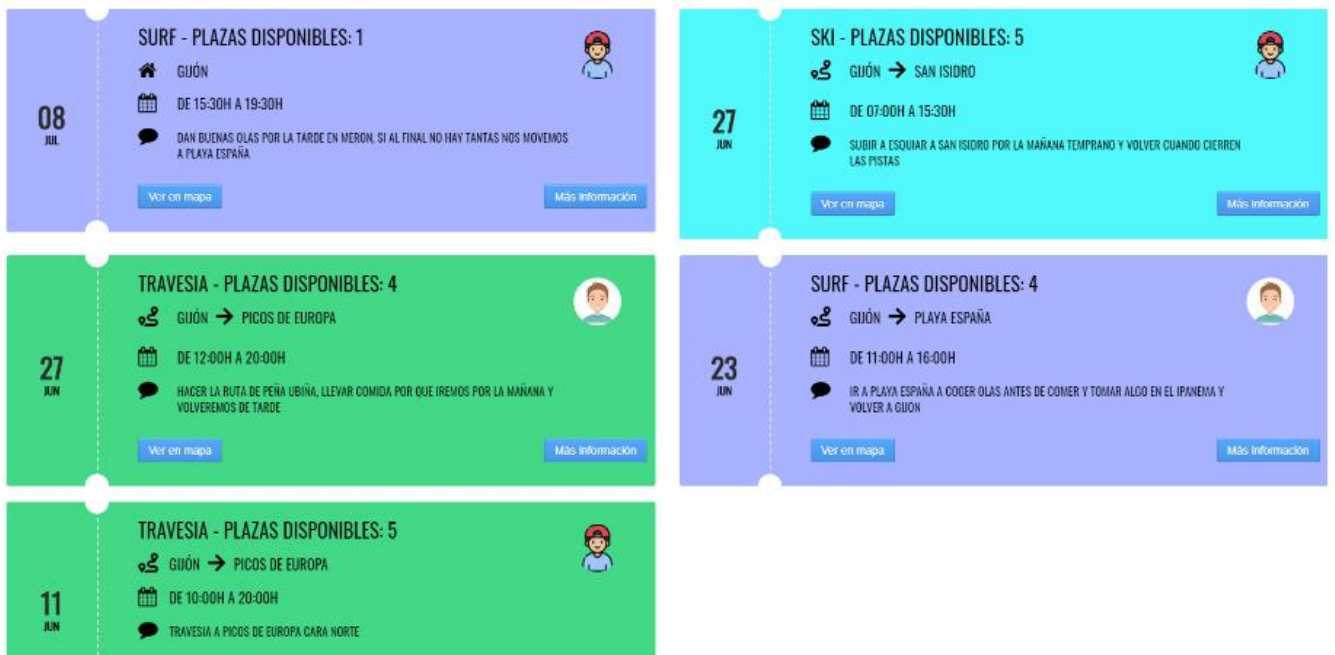 SURF - PLAZAS DISPONIBLES: 1
GIJÓN
08
JUL
DE 15:30H A 19:30H
DAN BUENAS OLAS POR LA TARDE EN MERON, SI AL FINAL NO HAY TANTAS NOS MOVEMOS
A PLAYA ESPAÑA
Ver en mapa
Más información
SKI - PLAZAS DISPONIBLES: 5
GIJÓN → SAN ISIDRO
27
JUN
DE 07:00H A 15:30H
SUBIR A ESQUIAR A SAN ISIDRO POR LA MAÑANA TEMPRANO Y VOLVER CUANDO CIERREN
LAS PISTAS
Ver en mapa
Más información
TRAVESIA - PLAZAS DISPONIBLES: 4
GIJÓN → PICOS DE EUROPA
27
JUN
DE 12:00H A 20:00H
HACER LA RUTA DE PEÑA UBIÑA, LLEVAR COMIDA POR QUE IREMOS POR LA MAÑANA Y
VOLVEREMOS DE TARDE
Ver en mapa
Más información
SURF - PLAZAS DISPONIBLES: 4
GIJÓN → PLAYA ESPAÑA
23
JUN
DE 11:00H A 16:00H
IR A PLAYA ESPAÑA A COGER OLAS ANTES DE COMER Y TOMAR ALGO EN EL IPANEMA Y
VOLVER A GIJON
Ver en mapa
Más información
TRAVESIA - PLAZAS DISPONIBLES: 5
GIJÓN → PICOS DE EUROPA
11
JUN
DE 10:00H A 20:00H
TRAVESIA A PICOS DE EUROPA CARA NORTE